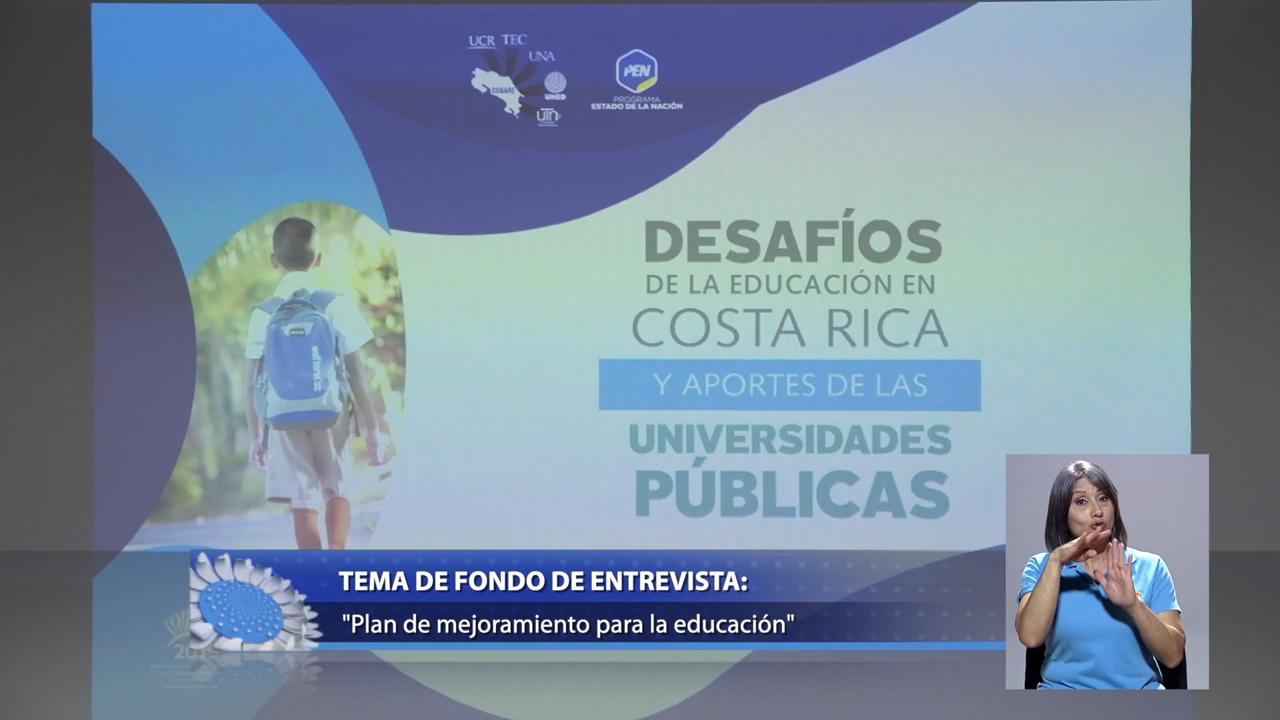 UCR TEC
UNA
CONARE
UNED
UTN
PEN
PROGRAMA
ESTADO DE LA NACIÓN
DESAFÍOS
DE LA EDUCACIÓN EN
COSTA RICA
Y APORTES DE LAS
UNIVERSIDADES
PÚBLICAS
TEMA DE FONDO DE ENTREVISTA:
"Plan de mejoramiento para la educación"